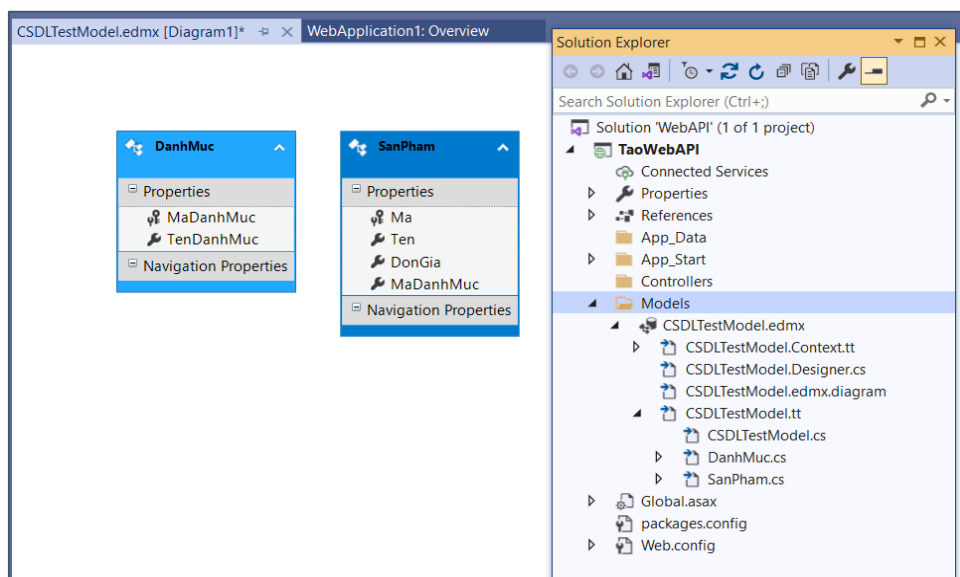 CSDLTestModel.edmx [Diagram1]*
WebApplication1: Overview
DanhMuc
Properties
MaDanhMuc
TenDanhMuc
Navigation Properties
SanPham
Properties
Ma
Ten
DonGia
MaDanhMuc
Navigation Properties
Solution Explorer
Search Solution Explorer (Ctrl+;)
Solution 'WebAPI' (1 of 1 project)
TaoWebAPI
Connected Services
Properties
References
App_Data
App_Start
Controllers
Models
CSDLTestModel.edmx
CSDLTestModel.Context.tt
CSDLTestModel.Designer.cs
CSDLTestModel.edmx.diagram
CSDLTestModel.tt
CSDLTestModel.cs
DanhMuc.cs
SanPham.cs
Global.asax
packages.config
Web.config